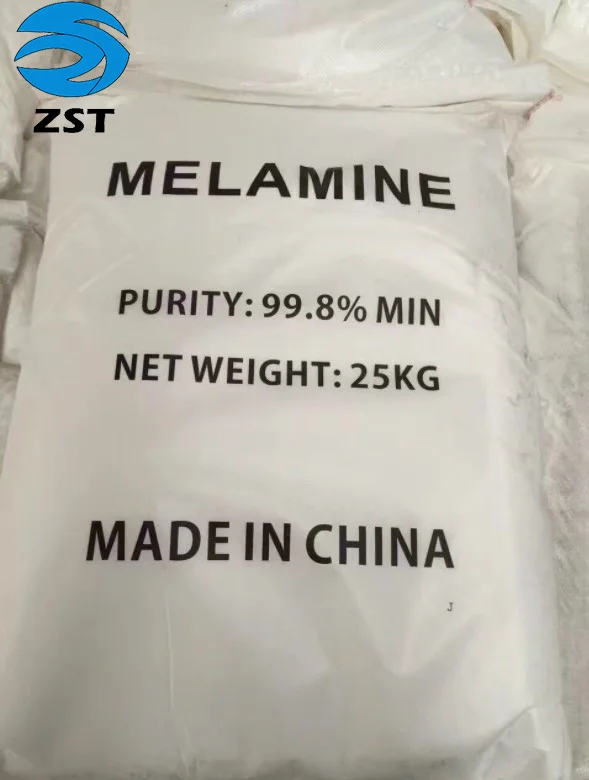 ZST
MELAMINE
PURITY: 99.8% MIN
NET WEIGHT: 25KG
MADE IN CHINA
J